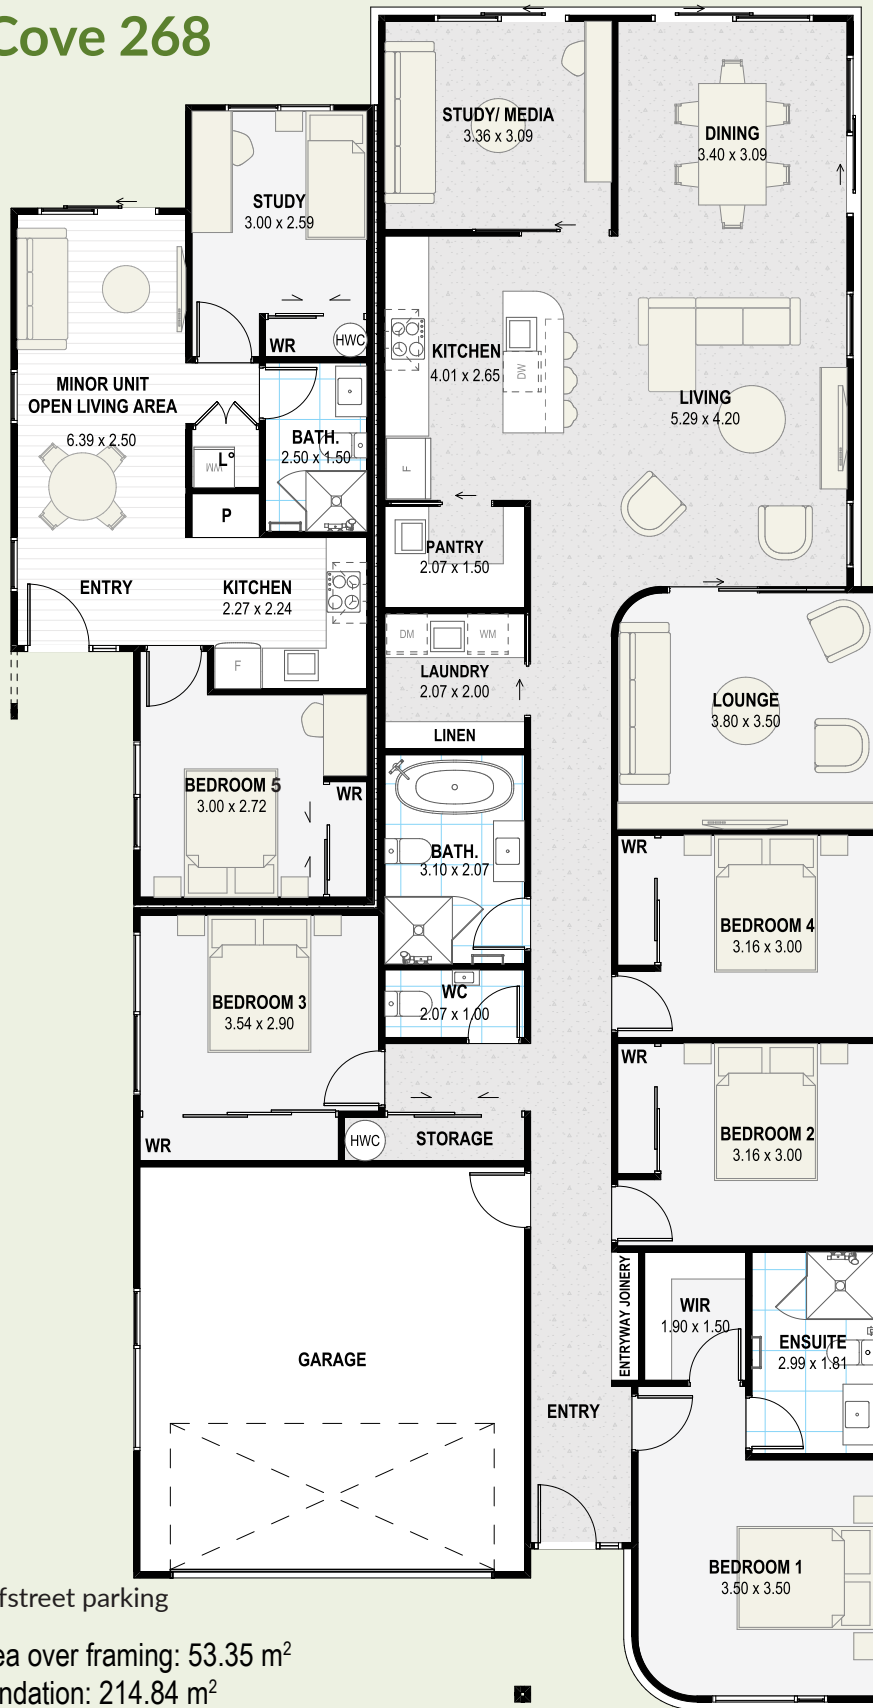 Cove 268
STUDY/ MEDIA
3.36 x 3.09
DINING
3.40 x 3.09
STUDY
3.00 x 2.59
WR
HWC
KITCHEN
4.01 x 2.65
DW
F
LIVING
5.29 x 4.20
MINOR UNIT
OPEN LIVING AREA
6.39 x 2.50
BATH.
2.50 x 1.50
L
WM
P
PANTRY
2.07 x 1.50
ENTRY
KITCHEN
2.27 x 2.24
F
DM
WM
LAUNDRY
2.07 x 2.00
LINEN
LOUNGE
3.80 x 3.50
BEDROOM 5
3.00 x 2.72
WR
BATH.
3.10 x 2.07
WR
BEDROOM 4
3.16 x 3.00
BEDROOM 3
3.54 x 2.90
WC
2.07 x 1.00
WR
BEDROOM 2
3.16 x 3.00
WR
HWC
STORAGE
ENTRYWAY JOINERY
WIR
1.90 x 1.50
ENSUITE
2.99 x 1.81
GARAGE
ENTRY
BEDROOM 1
3.50 x 3.50
fstreet parking
ea over framing: 53.35 m²
ndation: 214.84 m²